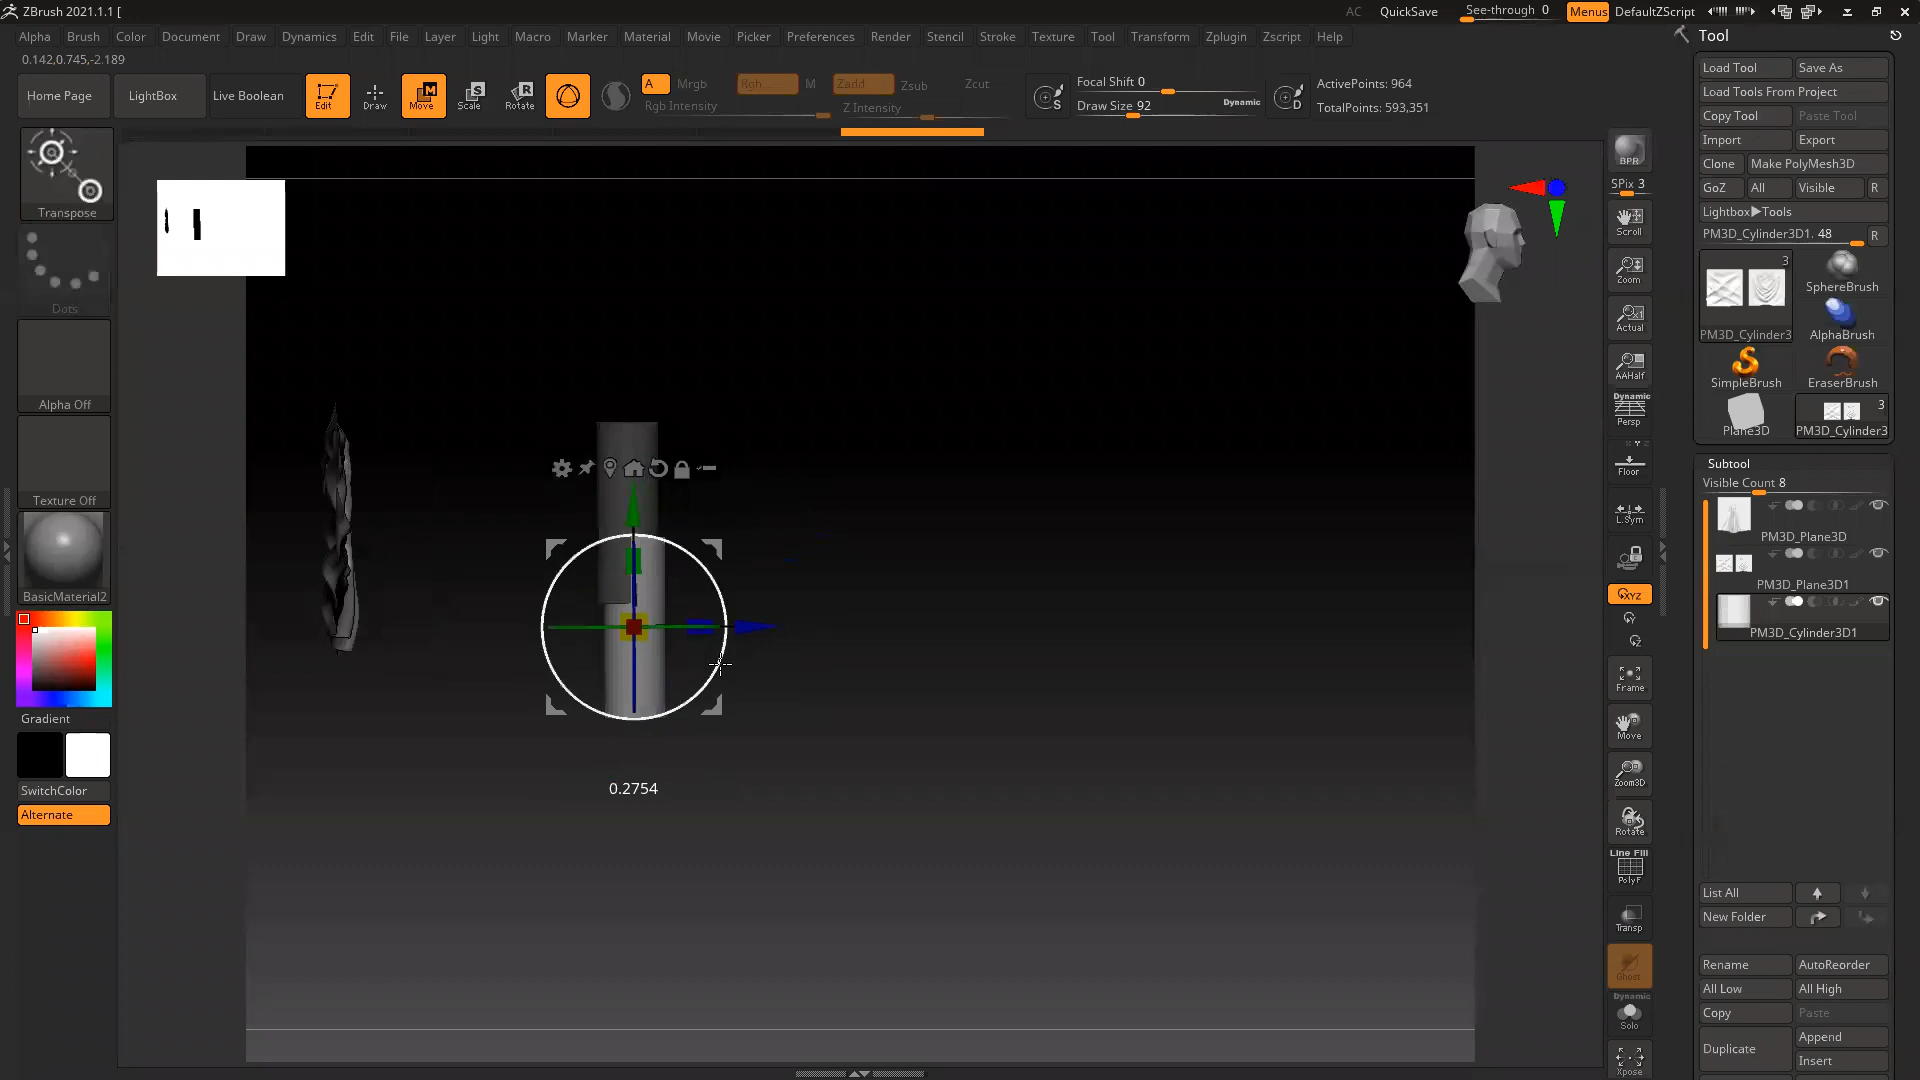 ZBrush 2021.1.1 [
AC QuickSave See-through 0 Menus DefaultZScript
Alpha Brush Color Document Draw Dynamics Edit File Layer Light Macro Marker Material Movie Picker Preferences Render Stencil Stroke Texture Tool Transform Zplugin Zscript Help
0.142,0.745,-2.189
Home Page LightBox Live Boolean Edit Draw Move Scale Rotate
A Mrgb Rgb M Zadd Zsub Zcut
Rgb Intensity Z Intensity
S Focal Shift 0
Draw Size 92 Dynamic
D ActivePoints: 964
TotalPoints: 593,351
Transpose
Dots
Alpha Off
Texture Off
BasicMaterial2
Gradient
SwitchColor
Alternate
0.2754
BPR
SPix 3
Scroll
Zoom
Actual
AAHalf
Dynamic
Persp
Floor
L.Sym
XYZ
Frame
Move
Zoom3D
Rotate
Line Fill
PolyF
Transp
Ghost
Dynamic
Solo
Xpose
Tool
Load Tool Save As
Load Tools From Project
Copy Tool Paste Tool
Import Export
Clone Make PolyMesh3D
GoZ All Visible R
Lightbox▶Tools
PM3D_Cylinder3D1. 48 R
3
PM3D_Cylinder3
SphereBrush
AlphaBrush
SimpleBrush
EraserBrush
Plane3D
3
PM3D_Cylinder3
Subtool
Visible Count 8
PM3D_Plane3D
PM3D_Plane3D1
PM3D_Cylinder3D1
List All
New Folder
Rename AutoReorder
All Low All High
Copy Paste
Duplicate Append
Insert